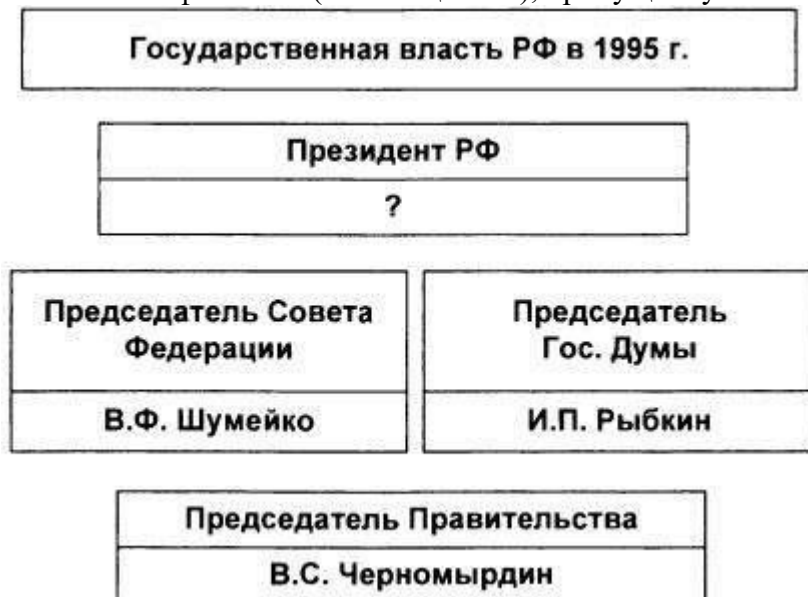 Государственная власть РФ в 1995 г.
Президент РФ
?
Председатель Совета
Федерации
В.Ф. Шумейко
Председатель
Гос. Думы
И.П. Рыбкин
Председатель Правительства
В.С. Черномырдин